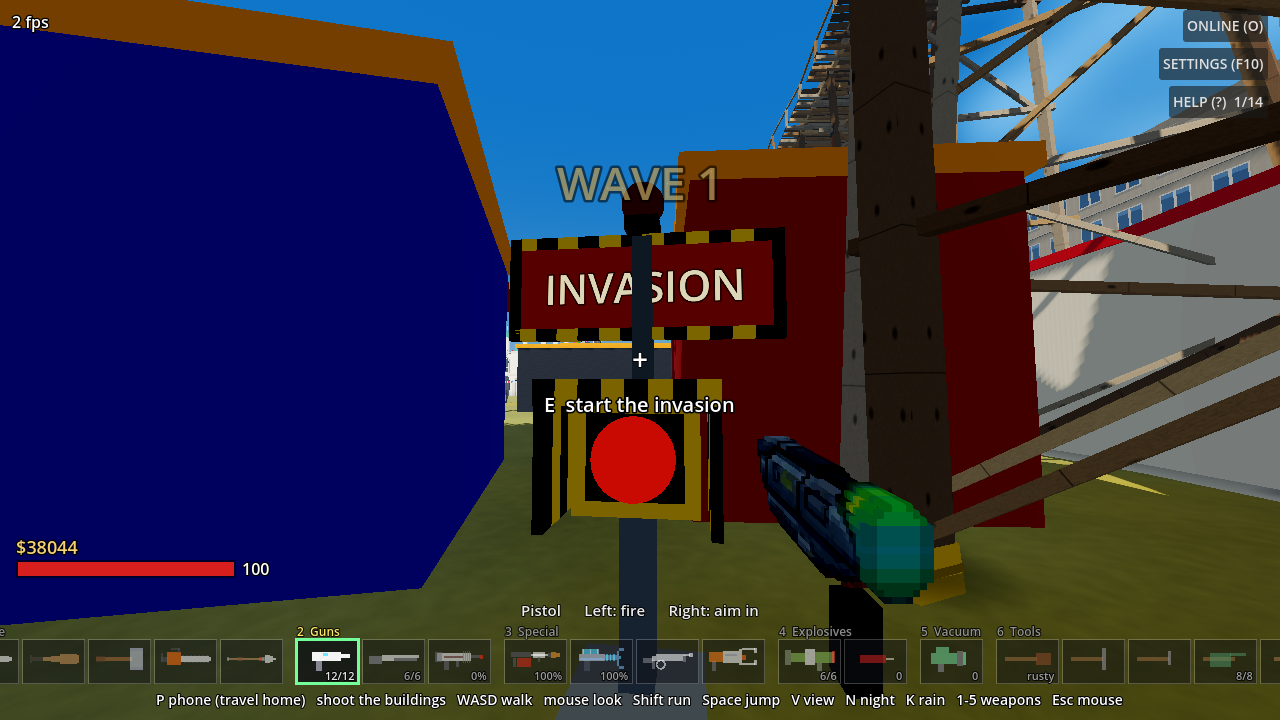 2 fps
ONLINE (O)
SETTINGS (F10)
HELP (?) 1/14
WAVE 1
INVASION
E start the invasion
$38044
100
Pistol Left: fire Right: aim in
e 2 Guns 3 Special 4 Explosives 5 Vacuum 6 Tools
12/12 6/6 0% 100% 100% 6/6 0 0 rusty 8/8
P phone (travel home) shoot the buildings WASD walk mouse look Shift run Space jump V view N night K rain 1-5 weapons Esc mouse